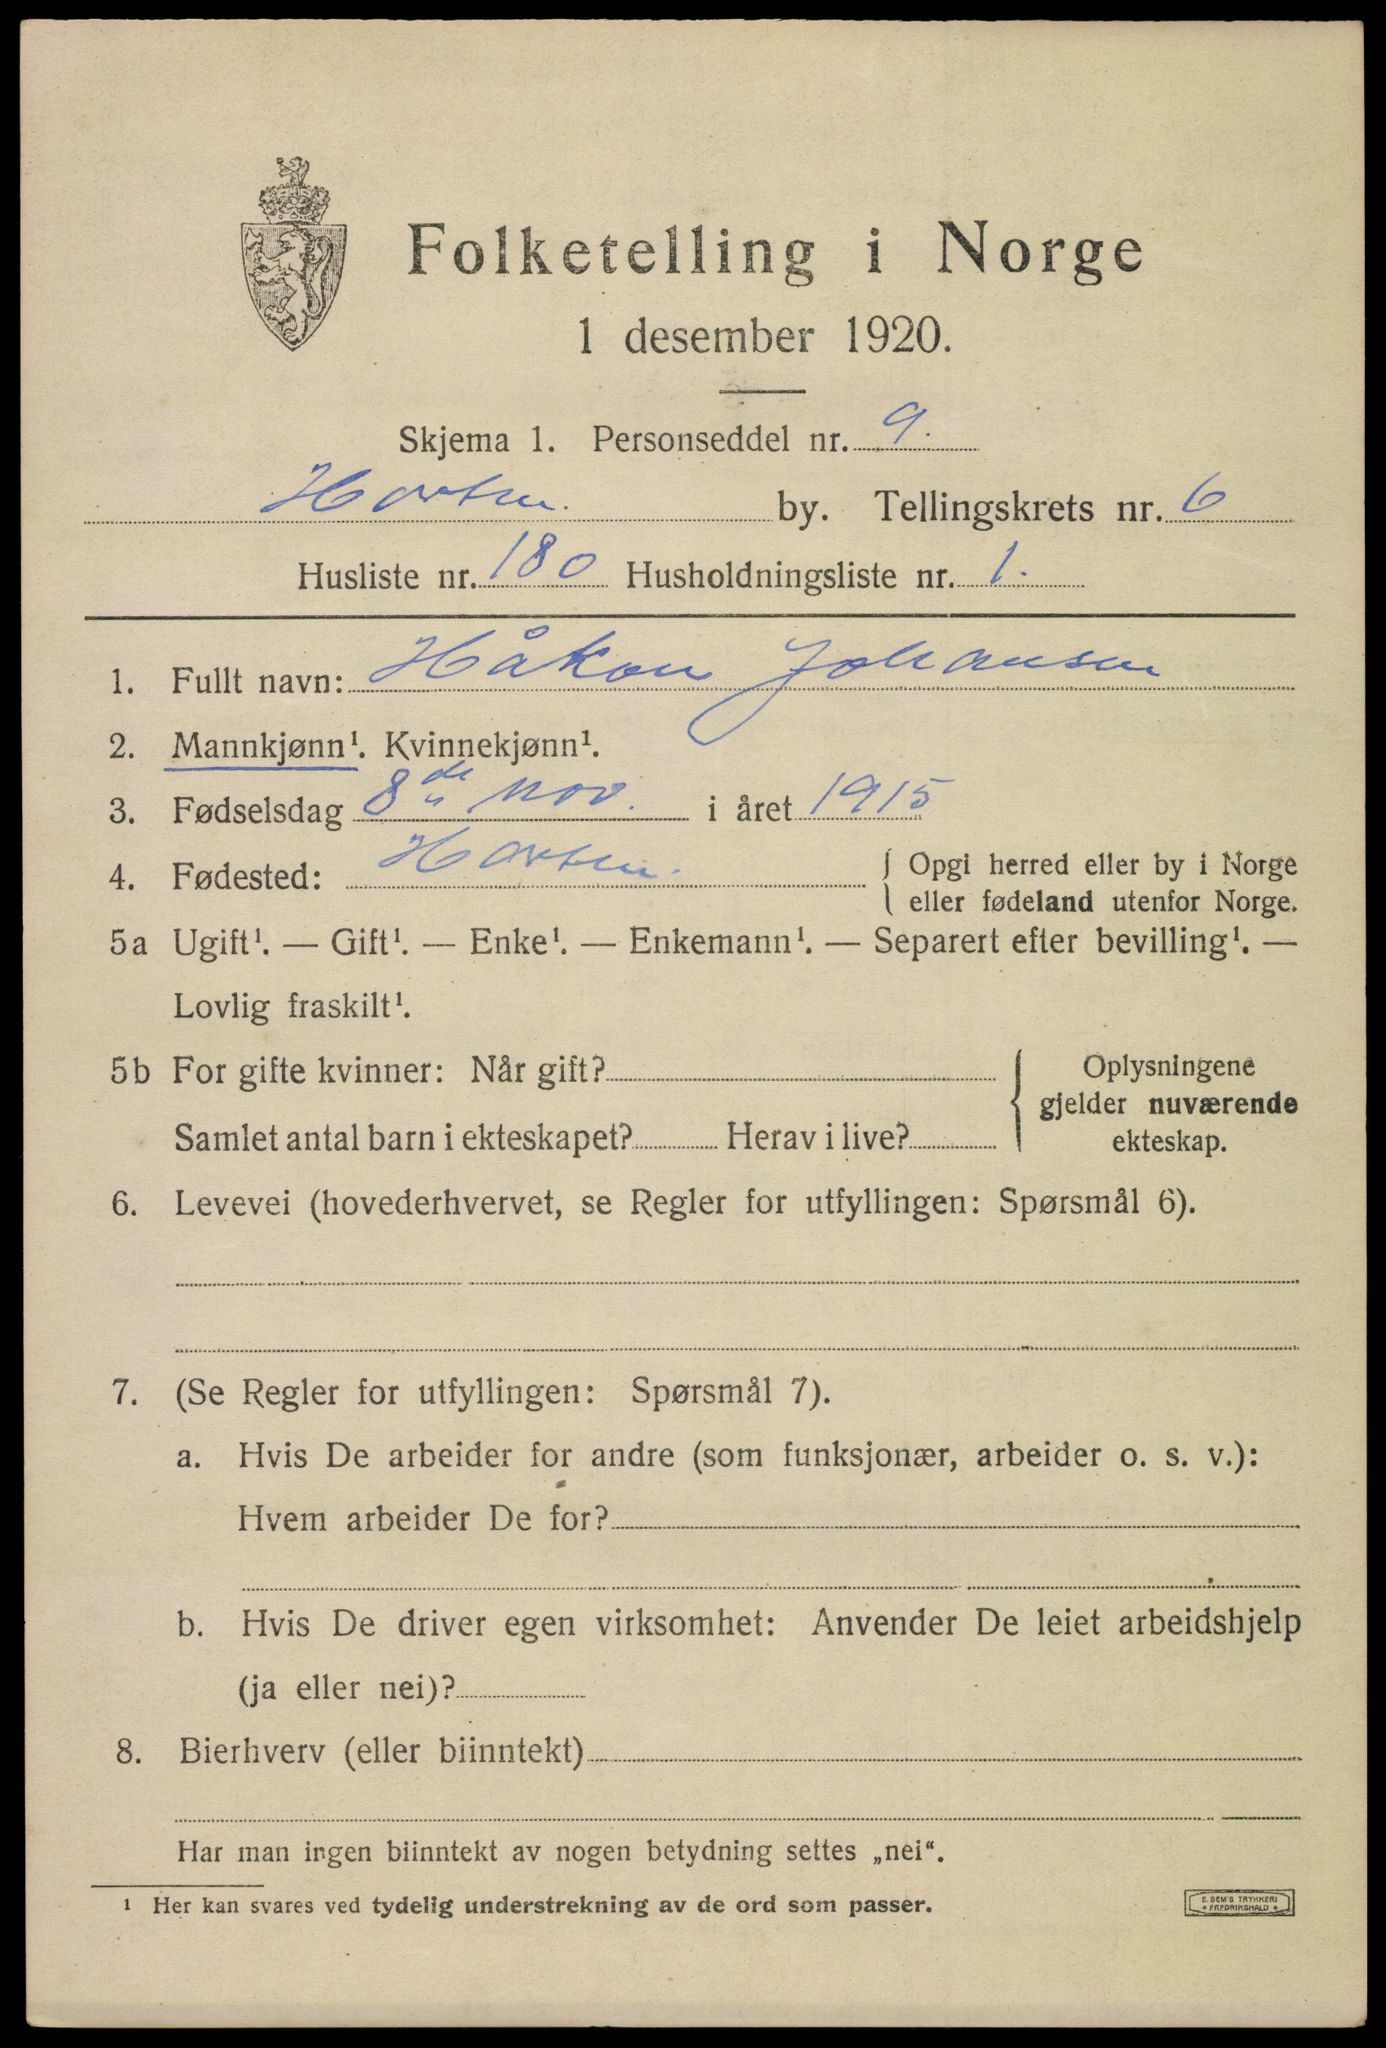 Folketelling i Norge
1 desember 1920.
Skjema 1. Personseddel nr. 9.
Horten. by. Tellingskrets nr. 6
Husliste nr. 180 Husholdningsliste nr. 1.
1. Fullt navn: Håkon Johansen
2. Mannkjønn¹. Kvinnekjønn¹.
3. Fødselsdag 8de nov. i året 1915
4. Fødested: Horten. { Opgi herred eller by i Norge
eller fødeland utenfor Norge.
5a Ugift¹. — Gift¹. — Enke¹. — Enkemann¹. — Separert efter bevilling¹. —
Lovlig fraskilt¹.
5b For gifte kvinner: Når gift? { Oplysningene
gjelder nuværende
Samlet antal barn i ekteskapet? Herav i live? ekteskap.
6. Levevei (hovederhvervet, se Regler for utfyllingen: Spørsmål 6).
7. (Se Regler for utfyllingen: Spørsmål 7).
a. Hvis De arbeider for andre (som funksjonær, arbeider o. s. v.):
Hvem arbeider De for?
b. Hvis De driver egen virksomhet: Anvender De leiet arbeidshjelp
(ja eller nei)?
8. Bierhverv (eller biinntekt)
Har man ingen biinntekt av nogen betydning settes „nei“.
¹ Her kan svares ved tydelig understrekning av de ord som passer.
E. SEM'S TRYKKERI
FREDRIKSHALD